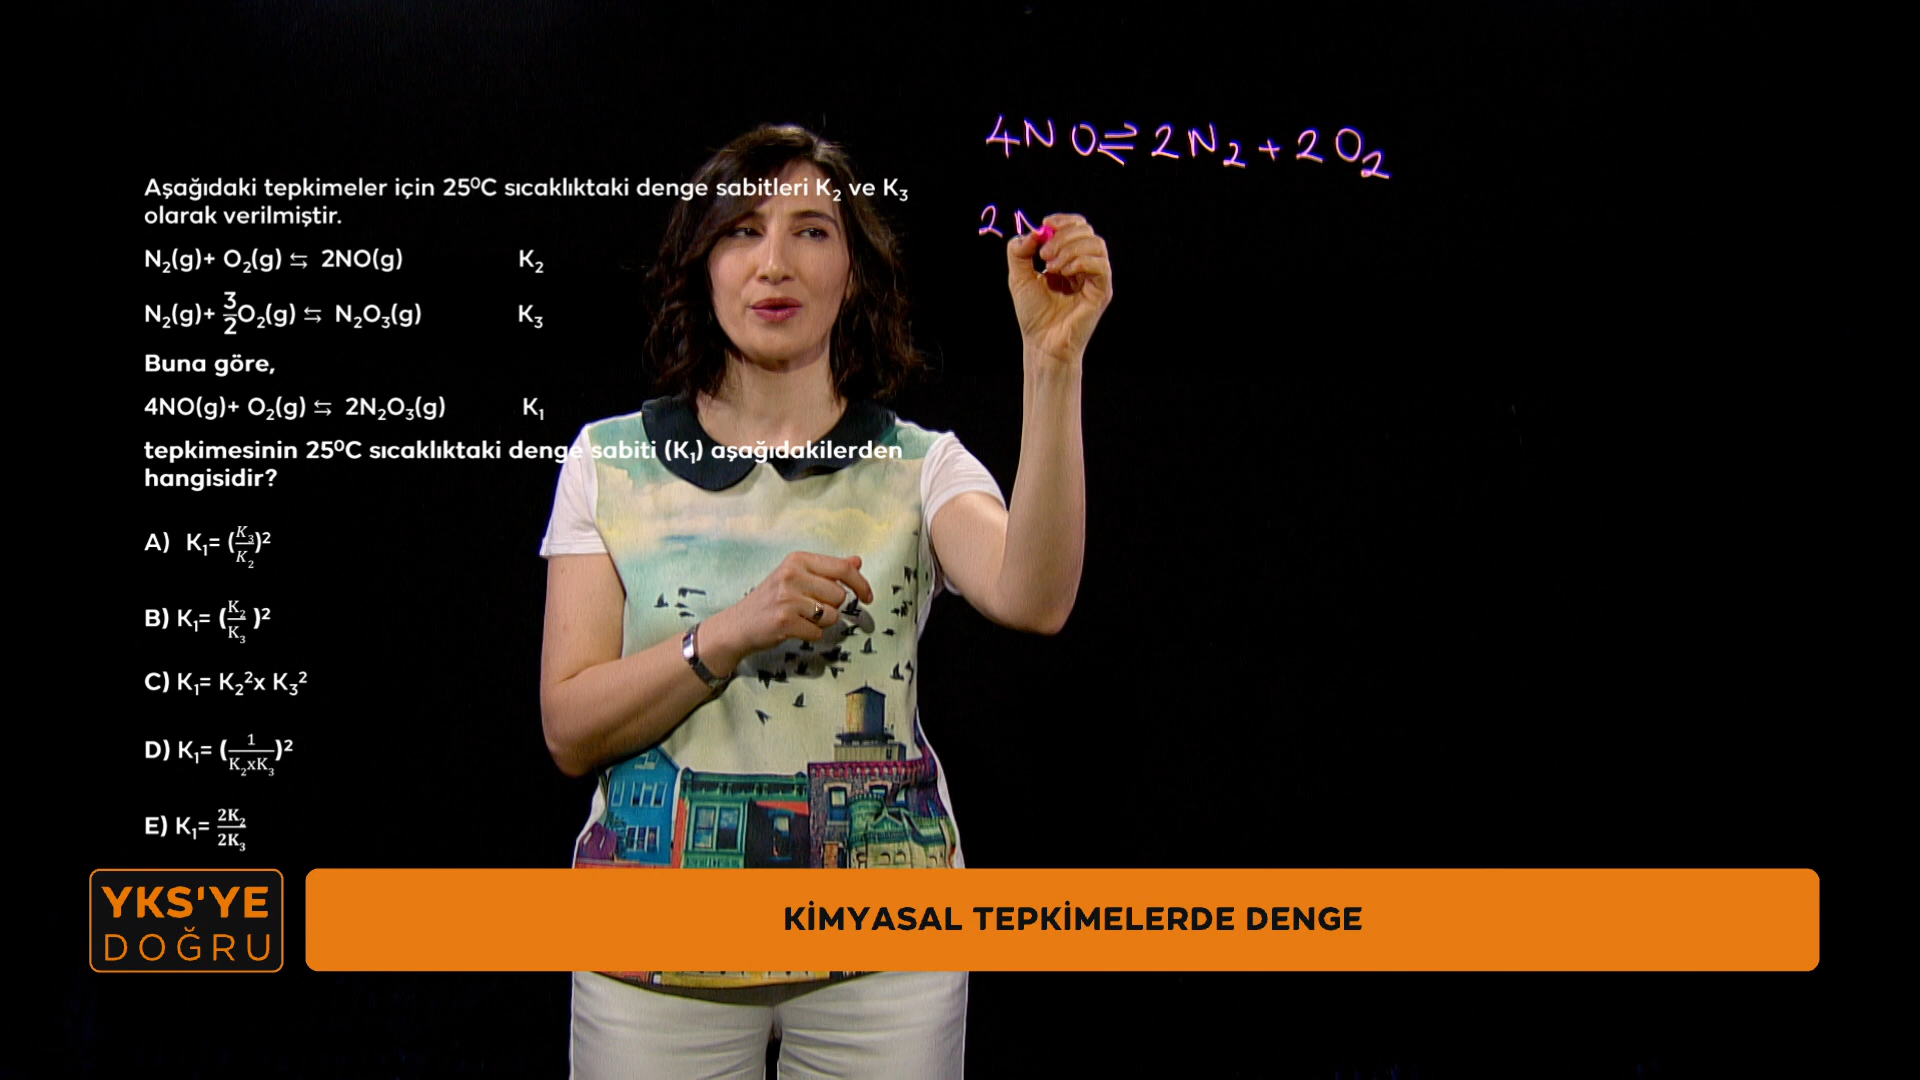 Aşağıdaki tepkimeler için 25⁰C sıcaklıktaki denge sabitleri K₂ ve K₃
olarak verilmiştir.
N₂(g)+ O₂(g) ⇆ 2NO(g) K₂
N₂(g)+ 3/2O₂(g) ⇆ N₂O₃(g) K₃
Buna göre,
4NO(g)+ O₂(g) ⇆ 2N₂O₃(g) K₁
tepkimesinin 25⁰C sıcaklıktaki denge sabiti (K₁) aşağıdakilerden
hangisidir?
A) K₁= (K₃/K₂)²
B) K₁= (K₂/K₃)²
C) K₁= K₂²x K₃²
D) K₁= (1/K₂xK₃)²
E) K₁= 2K₂/2K₃
4NO⇌2N₂+2O₂
2N
YKS'YE
DOĞRU
KİMYASAL TEPKİMELERDE DENGE